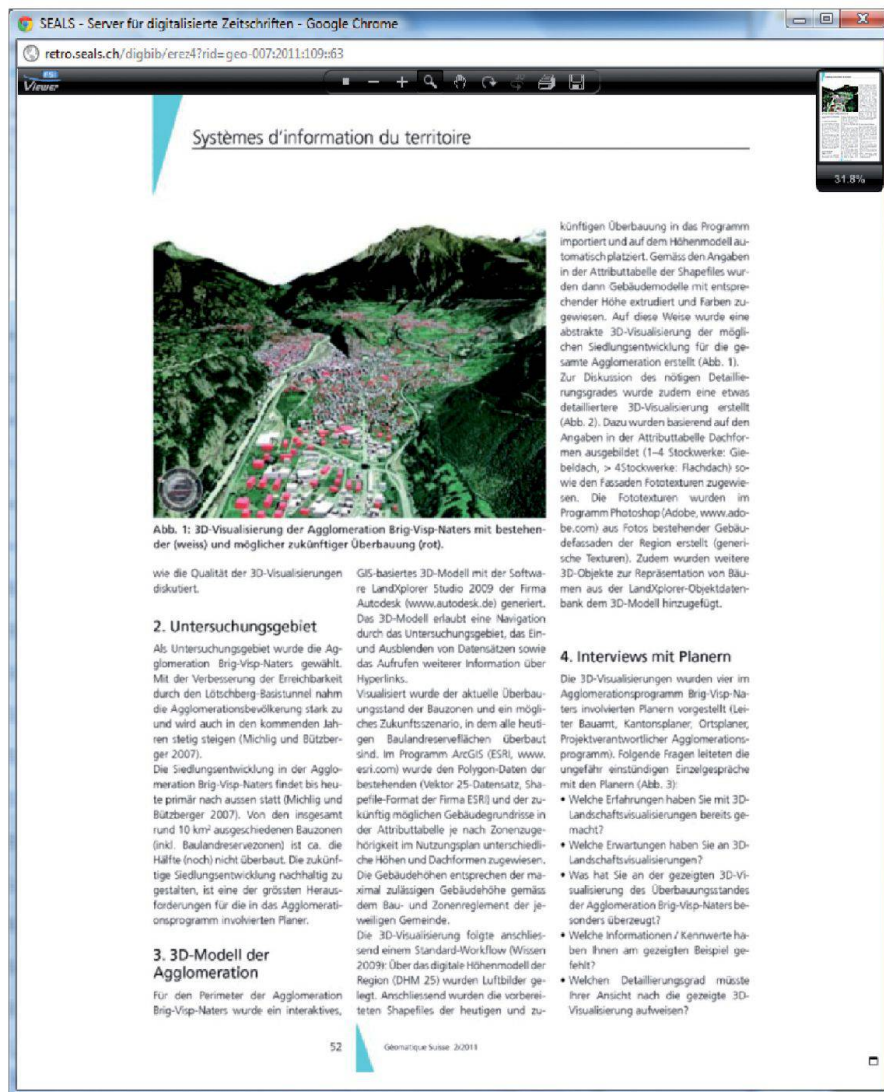 SEALS - Server für digitalisierte Zeitschriften - Google Chrome
retro.seals.ch/digbib/erez4?rid=geo-007:2011:109::63
FSI
Viewer
31.8%
Systèmes d'information du territoire
Abb. 1: 3D-Visualisierung der Agglomeration Brig-Visp-Naters mit bestehen-
der (weiss) und möglicher zukünftiger Überbauung (rot).
wie die Qualität der 3D-Visualisierungen
diskutiert.
2. Untersuchungsgebiet
Als Untersuchungsgebiet wurde die Ag-
glomeration Brig-Visp-Naters gewählt.
Mit der Verbesserung der Erreichbarkeit
durch den Lötschberg-Basistunnel nahm
die Agglomerationsbevölkerung stark zu
und wird auch in den kommenden Jah-
ren stetig steigen (Michlig und Bützber-
ger 2007).
Die Siedlungsentwicklung in der Agglo-
meration Brig-Visp-Naters findet bis heu-
te primär nach aussen statt (Michlig und
Bützberger 2007). Von den insgesamt
rund 10 km² ausgeschiedenen Bauzonen
(inkl. Baulandreservezonen) ist ca. die
Hälfte (noch) nicht überbaut. Die zukünf-
tige Siedlungsentwicklung nachhaltig zu
gestalten, ist eine der grössten Heraus-
forderungen für die in das Agglomerati-
onsprogramm involvierten Planer.
3. 3D-Modell der
Agglomeration
Für den Perimeter der Agglomeration
Brig-Visp-Naters wurde ein interaktives,
GIS-basiertes 3D-Modell mit der Softwa-
re LandXplorer Studio 2009 der Firma
Autodesk (www.autodesk.de) generiert.
Das 3D-Modell erlaubt eine Navigation
durch das Untersuchungsgebiet, das Ein-
und Ausblenden von Datensätzen sowie
das Aufrufen weiterer Information über
Hyperlinks.
Visualisiert wurde der aktuelle Überbau-
ungsstand der Bauzonen und ein mögli-
ches Zukunftsszenario, in dem alle heuti-
gen Baulandreserveflächen überbaut
sind. Im Programm ArcGIS (ESRI, www.
esri.com) wurde den Polygon-Daten der
bestehenden (Vektor 25-Datensatz, Sha-
pefile-Format der Firma ESRI) und der zu-
künftig möglichen Gebäudegrundrisse in
der Attributtabelle je nach Zonenzuge-
hörigkeit im Nutzungsplan unterschiedli-
che Höhen und Dachformen zugewiesen.
Die Gebäudehöhen entsprechen der ma-
ximal zulässigen Gebäudehöhe gemäss
dem Bau- und Zonenreglement der je-
weiligen Gemeinde.
Die 3D-Visualisierung folgte anschlies-
send einem Standard-Workflow (Wissen
2009): Über das digitale Höhenmodell der
Region (DHM 25) wurden Luftbilder ge-
legt. Anschliessend wurden die vorberei-
teten Shapefiles der heutigen und zu-
künftigen Überbauung in das Programm
importiert und auf dem Höhenmodell au-
tomatisch platziert. Gemäss den Angaben
in der Attributtabelle der Shapefiles wur-
den dann Gebäudemodelle mit entspre-
chender Höhe extrudiert und Farben zu-
gewiesen. Auf diese Weise wurde eine
abstrakte 3D-Visualisierung der mögli-
chen Siedlungsentwicklung für die ge-
samte Agglomeration erstellt (Abb. 1).
Zur Diskussion des nötigen Detaillie-
rungsgrades wurde zudem eine etwas
detailliertere 3D-Visualisierung erstellt
(Abb. 2). Dazu wurden basierend auf den
Angaben in der Attributtabelle Dachfor-
men ausgebildet (1–4 Stockwerke: Gie-
beldach, > 4Stockwerke: Flachdach) so-
wie den Fassaden Fototexturen zugewie-
sen. Die Fototexturen wurden im
Programm Photoshop (Adobe, www.ado-
be.com) aus Fotos bestehender Gebäu-
defassaden der Region erstellt (generi-
sche Texturen). Zudem wurden weitere
3D-Objekte zur Repräsentation von Bäu-
men aus der LandXplorer-Objektdaten-
bank dem 3D-Modell hinzugefügt.
4. Interviews mit Planern
Die 3D-Visualisierungen wurden vier im
Agglomerationsprogramm Brig-Visp-Na-
ters involvierten Planern vorgestellt (Lei-
ter Bauamt, Kantonsplaner, Ortsplaner,
Projektverantwortlicher Agglomerations-
programm). Folgende Fragen leiteten die
ungefähr einstündigen Einzelgespräche
mit den Planern (Abb. 3):
• Welche Erfahrungen haben Sie mit 3D-
Landschaftsvisualisierungen bereits ge-
macht?
• Welche Erwartungen haben Sie an 3D-
Landschaftsvisualisierungen?
• Was hat Sie an der gezeigten 3D-Vi-
sualisierung des Überbauungsstandes
der Agglomeration Brig-Visp-Naters be-
sonders überzeugt?
• Welche Informationen / Kennwerte ha-
ben Ihnen am gezeigten Beispiel ge-
fehlt?
• Welchen Detaillierungsgrad müsste
Ihrer Ansicht nach die gezeigte 3D-
Visualisierung aufweisen?
52
Géomatique Suisse 2/2011